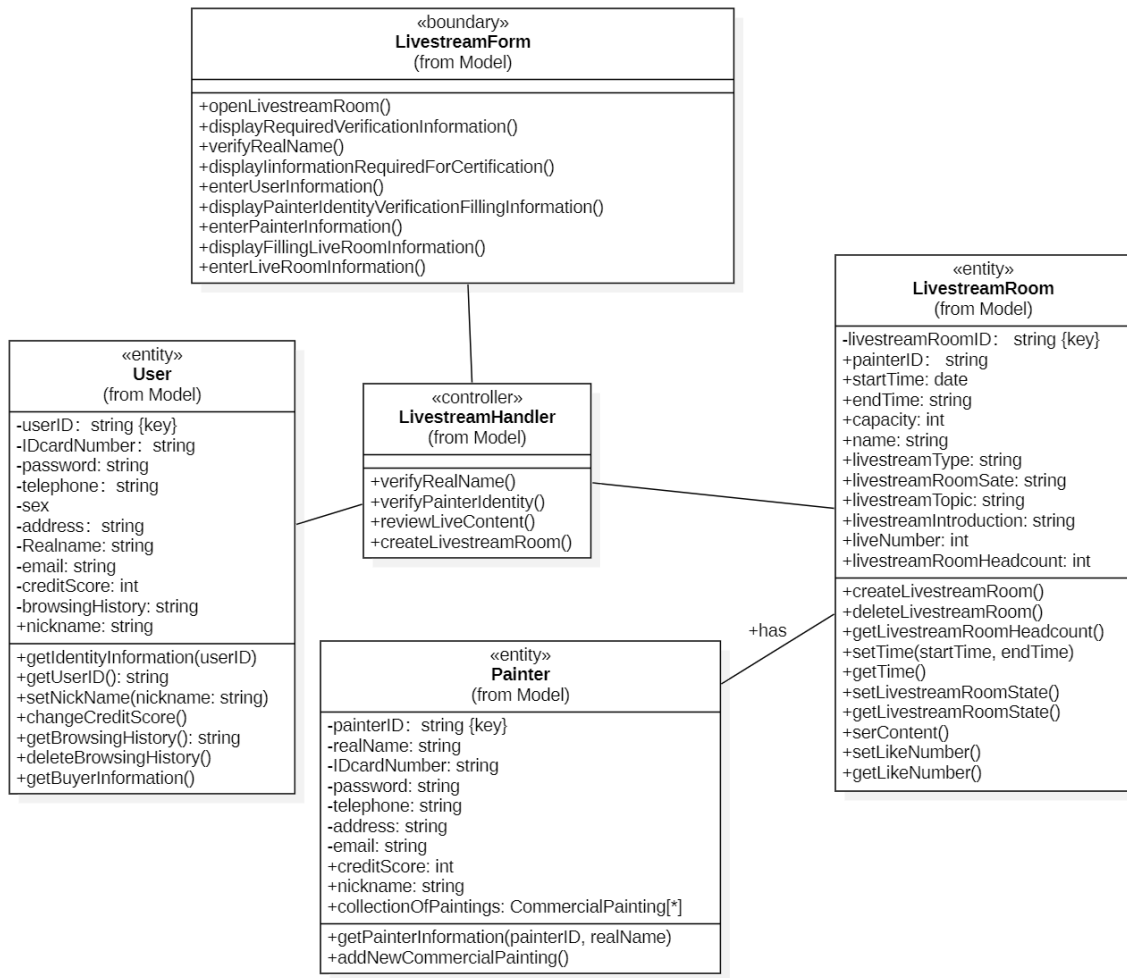 «boundary»
LivestreamForm
(from Model)
+openLivestreamRoom()
+displayRequiredVerificationInformation()
+verifyRealName()
+displayIinformationRequiredForCertification()
+enterUserInformation()
+displayPainterIdentityVerificationFillingInformation()
+enterPainterInformation()
+displayFillingLiveRoomInformation()
+enterLiveRoomInformation()
«entity»
User
(from Model)
-userID： string {key}
-IDcardNumber： string
-password: string
-telephone： string
-sex
-address： string
-Realname: string
-email: string
-creditScore: int
-browsingHistory: string
+nickname: string
+getIdentityInformation(userID)
+getUserID(): string
+setNickName(nickname: string)
+changeCreditScore()
+getBrowsingHistory(): string
+deleteBrowsingHistory()
+getBuyerInformation()
«controller»
LivestreamHandler
(from Model)
+verifyRealName()
+verifyPainterIdentity()
+reviewLiveContent()
+createLivestreamRoom()
«entity»
LivestreamRoom
(from Model)
-livestreamRoomID： string {key}
+painterID： string
+startTime: date
+endTime: string
+capacity: int
+name: string
+livestreamType: string
+livestreamRoomSate: string
+livestreamTopic: string
+livestreamIntroduction: string
+liveNumber: int
+livestreamRoomHeadcount: int
+createLivestreamRoom()
+deleteLivestreamRoom()
+getLivestreamRoomHeadcount()
+setTime(startTime, endTime)
+getTime()
+setLivestreamRoomState()
+getLivestreamRoomState()
+serContent()
+setLikeNumber()
+getLikeNumber()
+has
«entity»
Painter
(from Model)
-painterID： string {key}
-realName: string
-IDcardNumber: string
-password: string
-telephone: string
-address: string
-email: string
+creditScore: int
+nickname: string
+collectionOfPaintings: CommercialPainting[*]
+getPainterInformation(painterID, realName)
+addNewCommercialPainting()